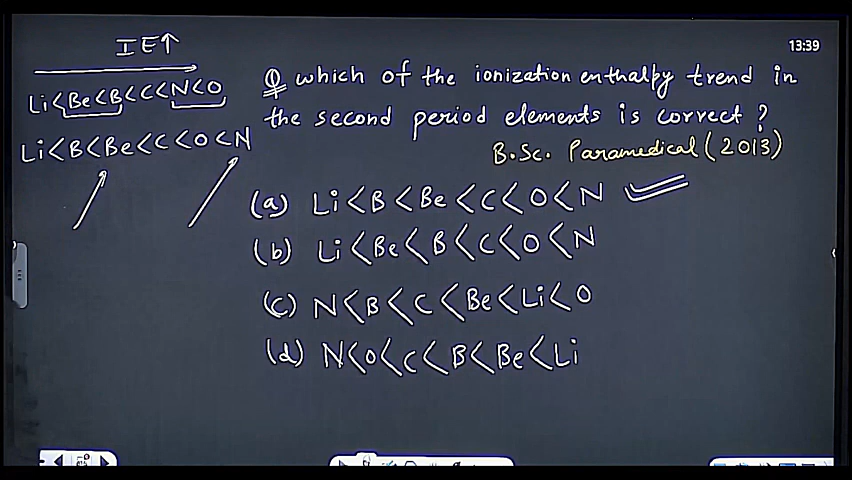 IE↑
13:39
Li<Be<B<C<N<O
Li<B<Be<C<O<N
Q which of the ionization enthalpy trend in
the second period elements is correct ?
B.Sc. Paramedical (2013)
(a) Li<B<Be<C<O<N
(b) Li<Be<B<C<O<N
(c) N<B<C<Be<Li<O
(d) N<O<C<B<Be<Li